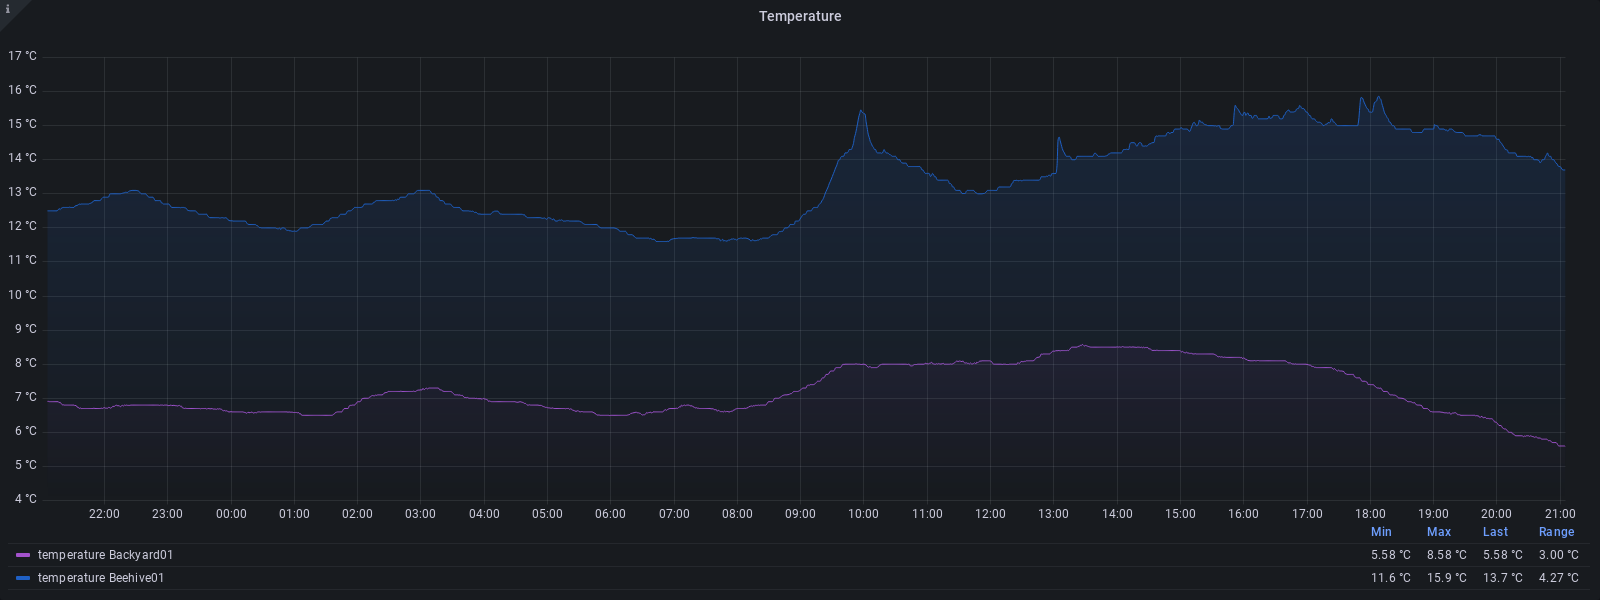 i
Temperature
17 °C
16 °C
15 °C
14 °C
13 °C
12 °C
11 °C
10 °C
9 °C
8 °C
7 °C
6 °C
5 °C
4 °C
22:00 23:00 00:00 01:00 02:00 03:00 04:00 05:00 06:00 07:00 08:00 09:00 10:00 11:00 12:00 13:00 14:00 15:00 16:00 17:00 18:00 19:00 20:00 21:00
Min Max Last Range
temperature Backyard01 5.58 °C 8.58 °C 5.58 °C 3.00 °C
temperature Beehive01 11.6 °C 15.9 °C 13.7 °C 4.27 °C